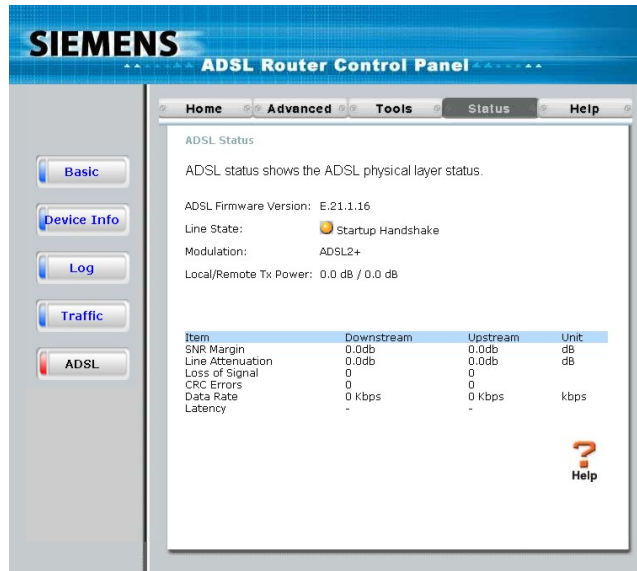 SIEMENS
ADSL Router Control Panel
Home Advanced Tools Status Help
ADSL Status
ADSL status shows the ADSL physical layer status.
Basic
Device Info
Log
Traffic
ADSL
ADSL Firmware Version: E.21.1.16
Line State: Startup Handshake
Modulation: ADSL2+
Local/Remote Tx Power: 0.0 dB / 0.0 dB
Item Downstream Upstream Unit
SNR Margin 0.0db 0.0db dB
Line Attenuation 0.0db 0.0db dB
Loss of Signal 0 0
CRC Errors 0 0
Data Rate 0 Kbps 0 Kbps kbps
Latency - -
?
Help